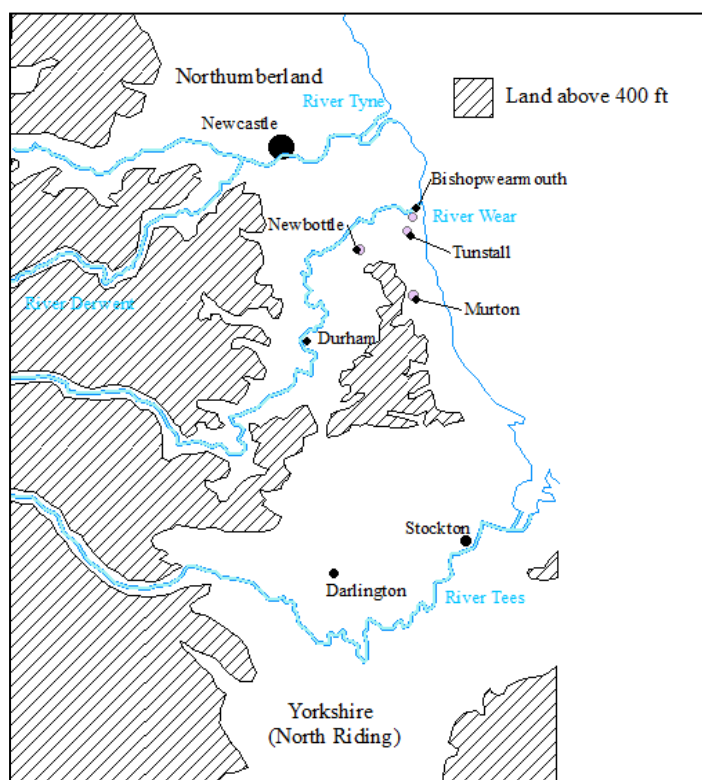 Northumberland
River Tyne
Land above 400 ft
Newcastle
Bishopwearmouth
River Wear
Newbottle
Tunstall
River Derwent
Murton
Durham
Stockton
Darlington
River Tees
Yorkshire
(North Riding)